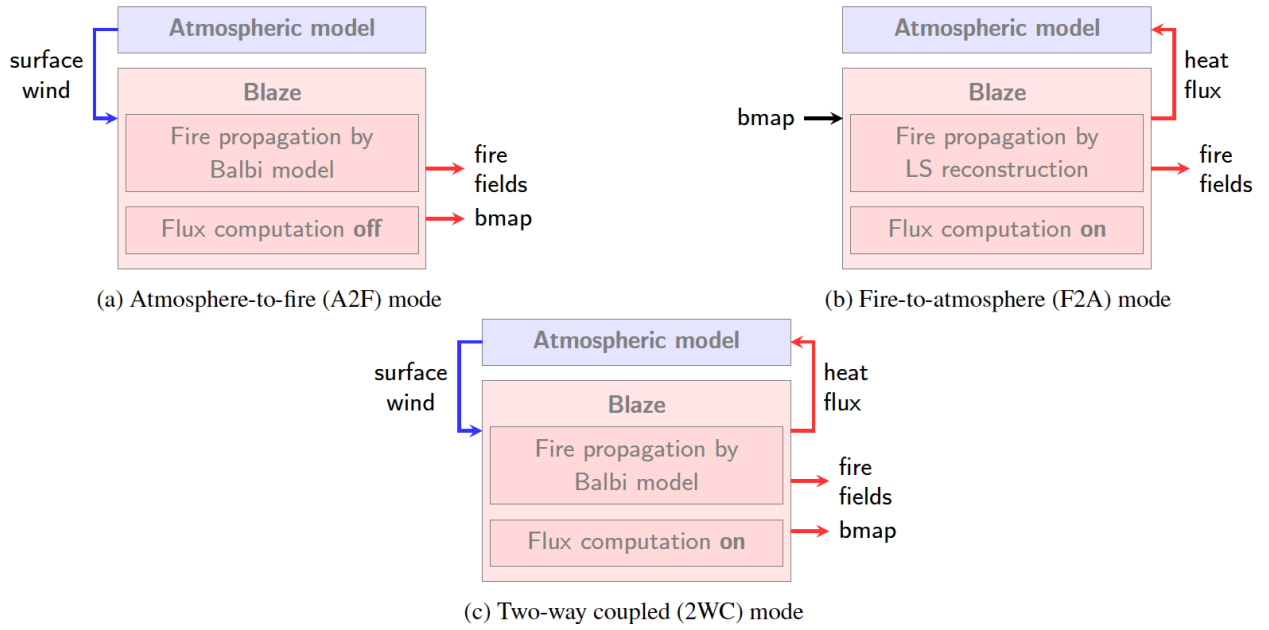 Atmospheric model
surface
wind
Blaze
Fire propagation by
Balbi model
fire
fields
Flux computation off
bmap
(a) Atmosphere-to-fire (A2F) mode
Atmospheric model
heat
flux
Blaze
bmap
Fire propagation by
LS reconstruction
fire
fields
Flux computation on
(b) Fire-to-atmosphere (F2A) mode
Atmospheric model
surface
wind
heat
flux
Blaze
Fire propagation by
Balbi model
fire
fields
Flux computation on
bmap
(c) Two-way coupled (2WC) mode